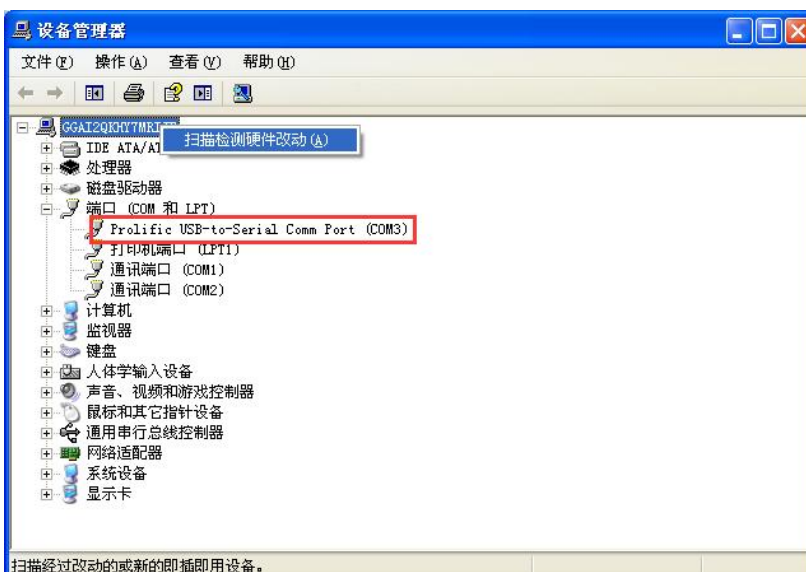 设备管理器
文件(F) 操作(A) 查看(V) 帮助(H)
扫描检测硬件改动(A)
IDE
处理器
磁盘驱动器
端口 (COM 和 LPT)
Prolific USB-to-Serial Comm Port (COM3)
打印机端口 (LPT1)
通讯端口 (COM1)
通讯端口 (COM2)
计算机
监视器
键盘
人体学输入设备
声音、视频和游戏控制器
鼠标和其它指针设备
通用串行总线控制器
网络适配器
系统设备
显示卡
扫描经过改动的或新的即插即用设备。